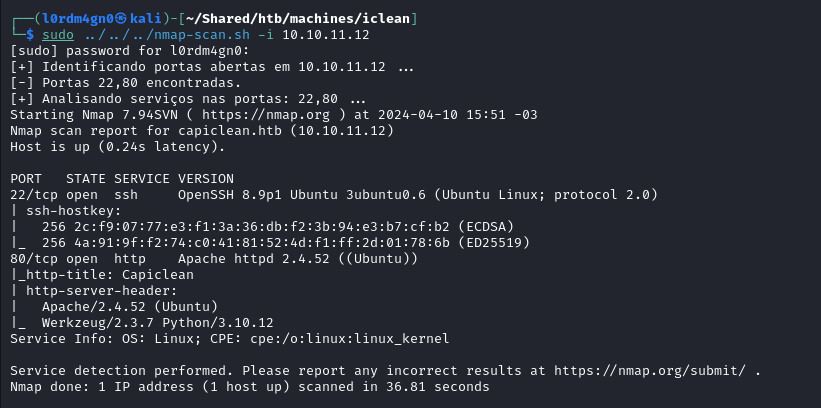 ┌──(l0rdm4gn0㉿kali)-[~/Shared/htb/machines/iclean]
└─$ sudo ../../../nmap-scan.sh -i 10.10.11.12
[sudo] password for l0rdm4gn0:
[+] Identificando portas abertas em 10.10.11.12 ...
[-] Portas 22,80 encontradas.
[+] Analisando serviços nas portas: 22,80 ...
Starting Nmap 7.94SVN ( https://nmap.org ) at 2024-04-10 15:51 -03
Nmap scan report for capiclean.htb (10.10.11.12)
Host is up (0.24s latency).

PORT   STATE SERVICE VERSION
22/tcp open  ssh     OpenSSH 8.9p1 Ubuntu 3ubuntu0.6 (Ubuntu Linux; protocol 2.0)
| ssh-hostkey:
|   256 2c:f9:07:77:e3:f1:3a:36:db:f2:3b:94:e3:b7:cf:b2 (ECDSA)
|_  256 4a:91:9f:f2:74:c0:41:81:52:4d:f1:ff:2d:01:78:6b (ED25519)
80/tcp open  http    Apache httpd 2.4.52 ((Ubuntu))
|_http-title: Capiclean
| http-server-header:
|   Apache/2.4.52 (Ubuntu)
|_  Werkzeug/2.3.7 Python/3.10.12
Service Info: OS: Linux; CPE: cpe:/o:linux:linux_kernel

Service detection performed. Please report any incorrect results at https://nmap.org/submit/ .
Nmap done: 1 IP address (1 host up) scanned in 36.81 seconds